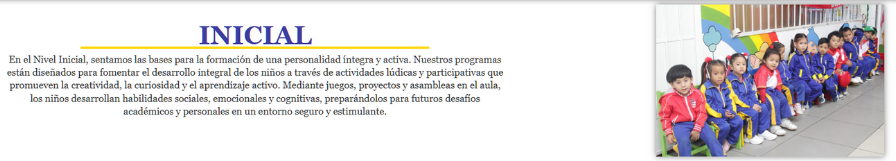 INICIAL
En el Nivel Inicial, sentamos las bases para la formación de una personalidad íntegra y activa. Nuestros programas
están diseñados para fomentar el desarrollo integral de los niños a través de actividades lúdicas y participativas que
promueven la creatividad, la curiosidad y el aprendizaje activo. Mediante juegos, proyectos y asambleas en el aula,
los niños desarrollan habilidades sociales, emocionales y cognitivas, preparándolos para futuros desafíos
académicos y personales en un entorno seguro y estimulante.